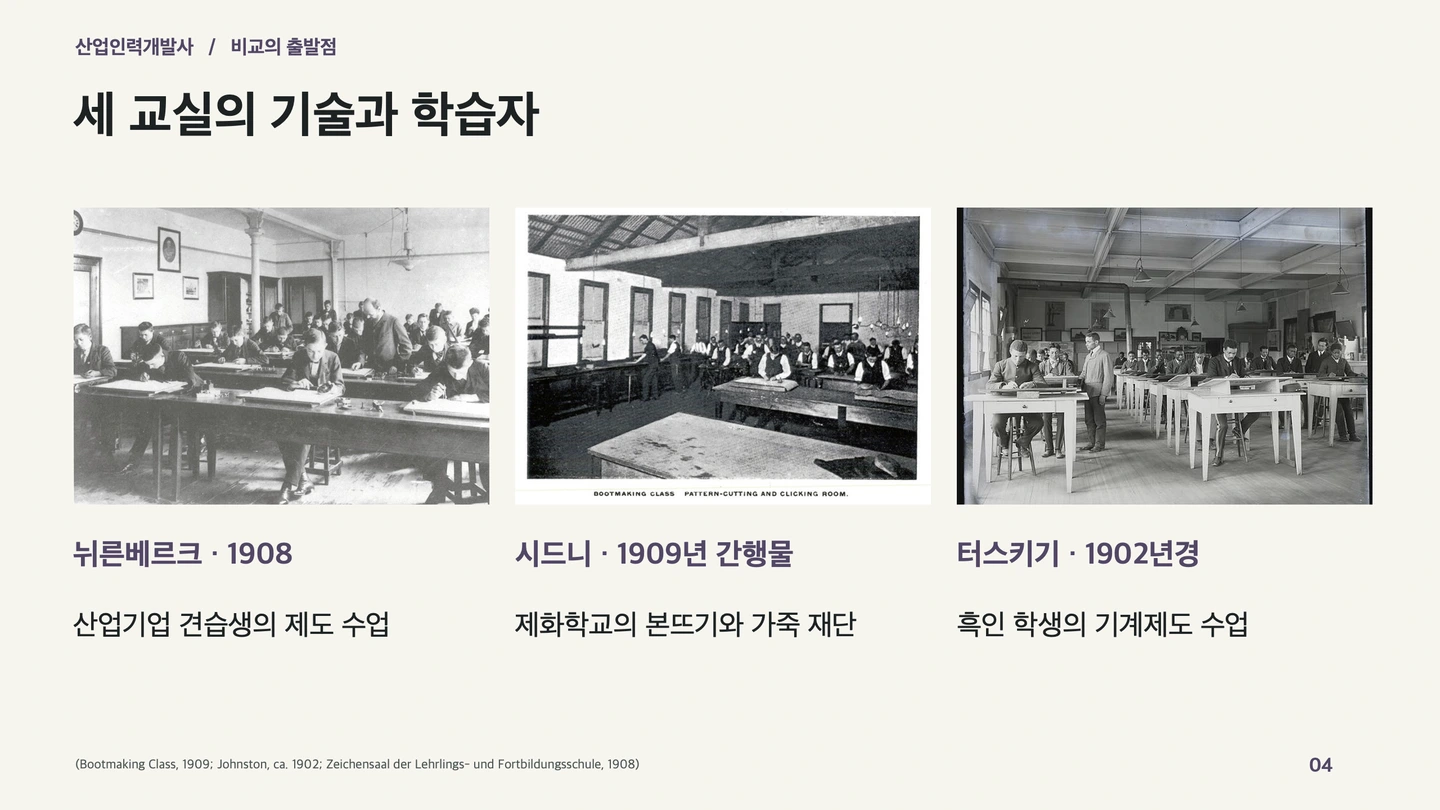 산업인력개발사 / 비교의 출발점
세 교실의 기술과 학습자
BOOTMAKING CLASS PATTERN-CUTTING AND CLICKING ROOM.
뉘른베르크 · 1908
시드니 · 1909년 간행물
터스키기 · 1902년경
산업기업 견습생의 제도 수업
제화학교의 본뜨기와 가죽 재단
흑인 학생의 기계제도 수업
(Bootmaking Class, 1909; Johnston, ca. 1902; Zeichensaal der Lehrlings- und Fortbildungsschule, 1908)
04